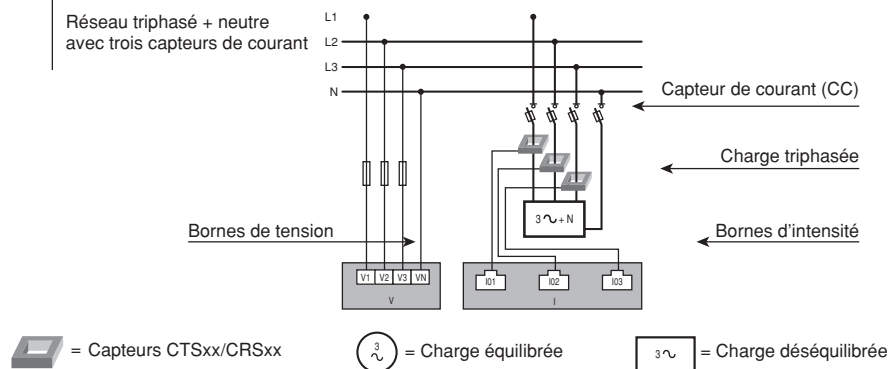 Réseau triphasé + neutre
avec trois capteurs de courant
L1
L2
L3
N
Capteur de courant (CC)
Charge triphasée
3 ∿ + N
Bornes de tension
Bornes d'intensité
V1 V2 V3 VN
V
I01 I02 I03
I
= Capteurs CTSxx/CRSxx
3 ∿ = Charge équilibrée
3∿ = Charge déséquilibrée